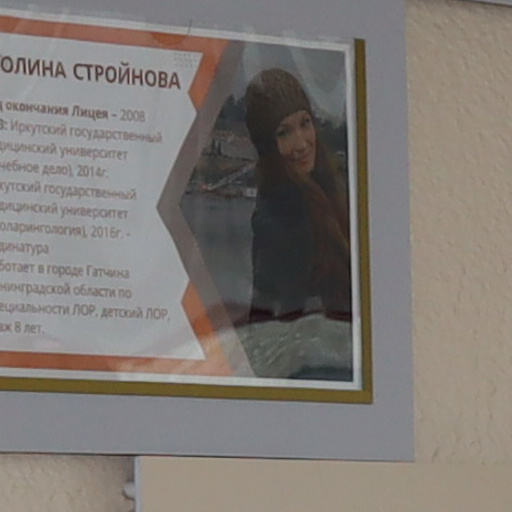 ОЛИНА СТРОЙНОВА
окончания Лицея – 2008
З: Иркутский государственный
дицинский университет
чебное дело), 2014г.
кутский государственный
дицинский университет
оларингология), 2016г. -
динатура
ботает в городе Гатчина
нинградской области по
ециальности ЛОР, детский ЛОР,
аж 8 лет.